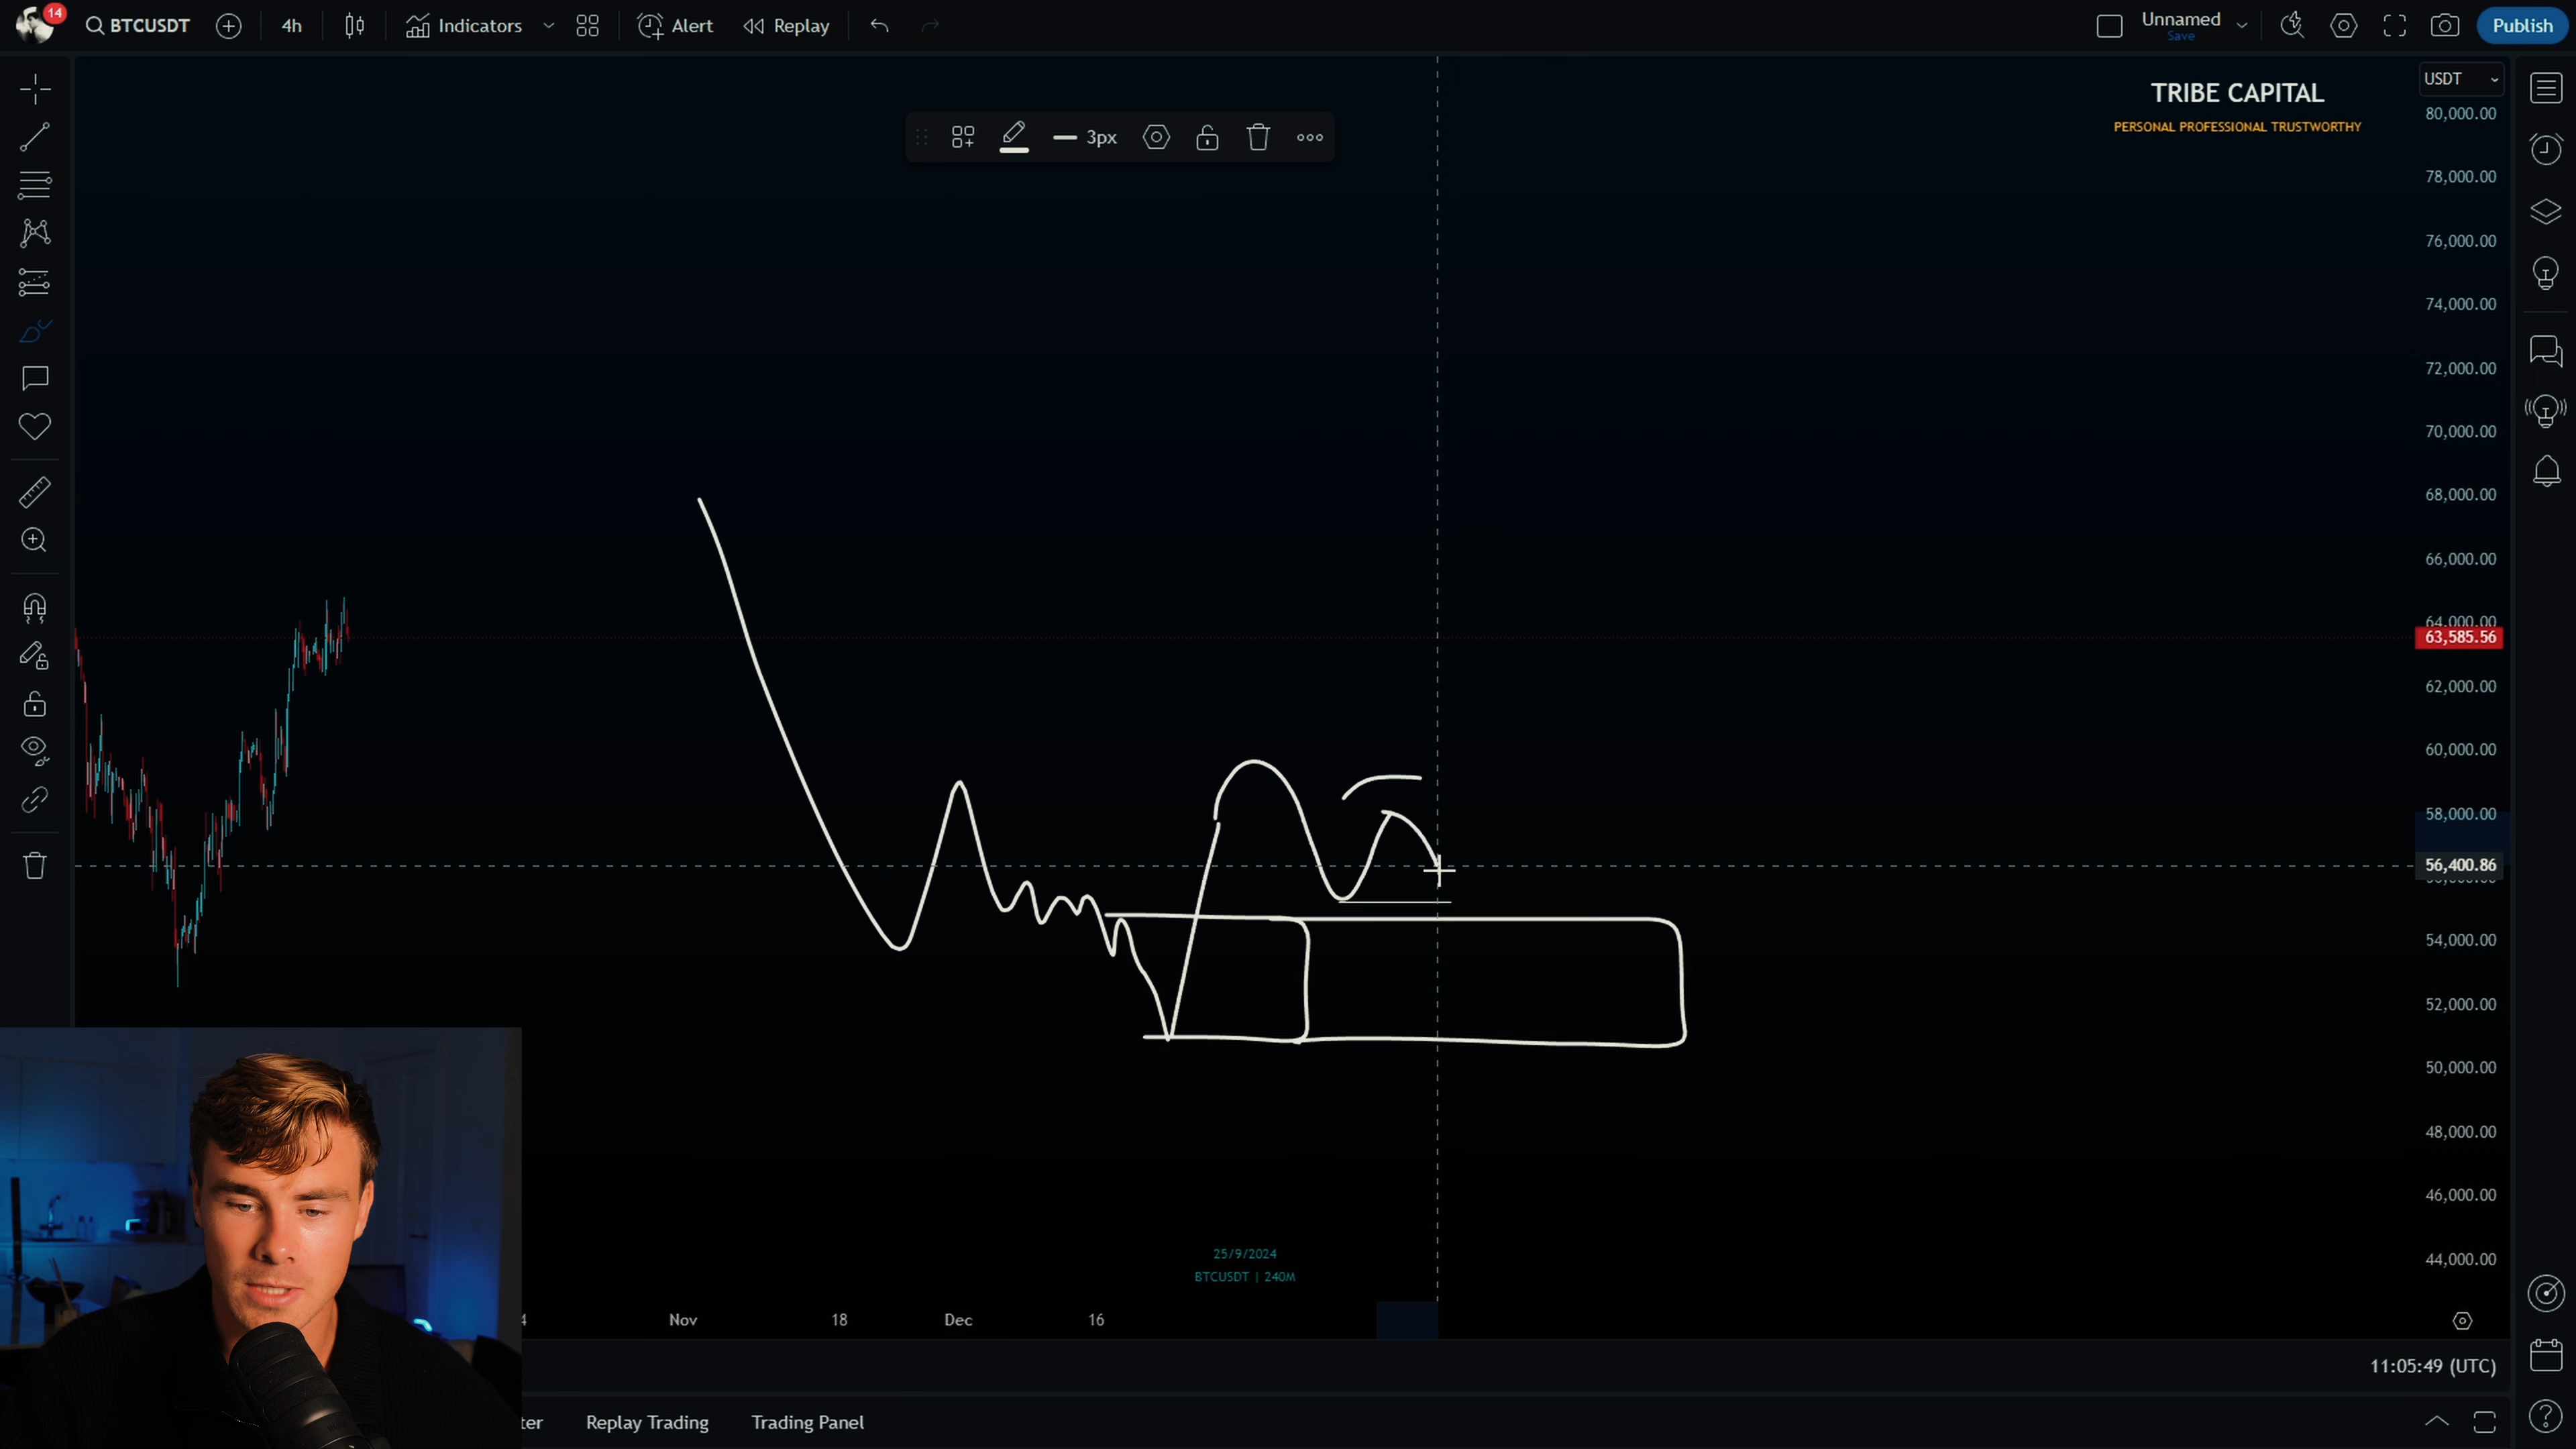 14
BTCUSDT
4h
Indicators
Alert
Replay
Unnamed
Save
Publish
TRIBE CAPITAL
PERSONAL PROFESSIONAL TRUSTWORTHY
3px
USDT
80,000.00
78,000.00
76,000.00
74,000.00
72,000.00
70,000.00
68,000.00
66,000.00
64,000.00
63,585.56
62,000.00
60,000.00
58,000.00
56,400.86
54,000.00
52,000.00
50,000.00
48,000.00
46,000.00
44,000.00
25/9/2024
BTCUSDT | 240M
4 Nov 18 Dec 16
11:05:49 (UTC)
ter Replay Trading Trading Panel